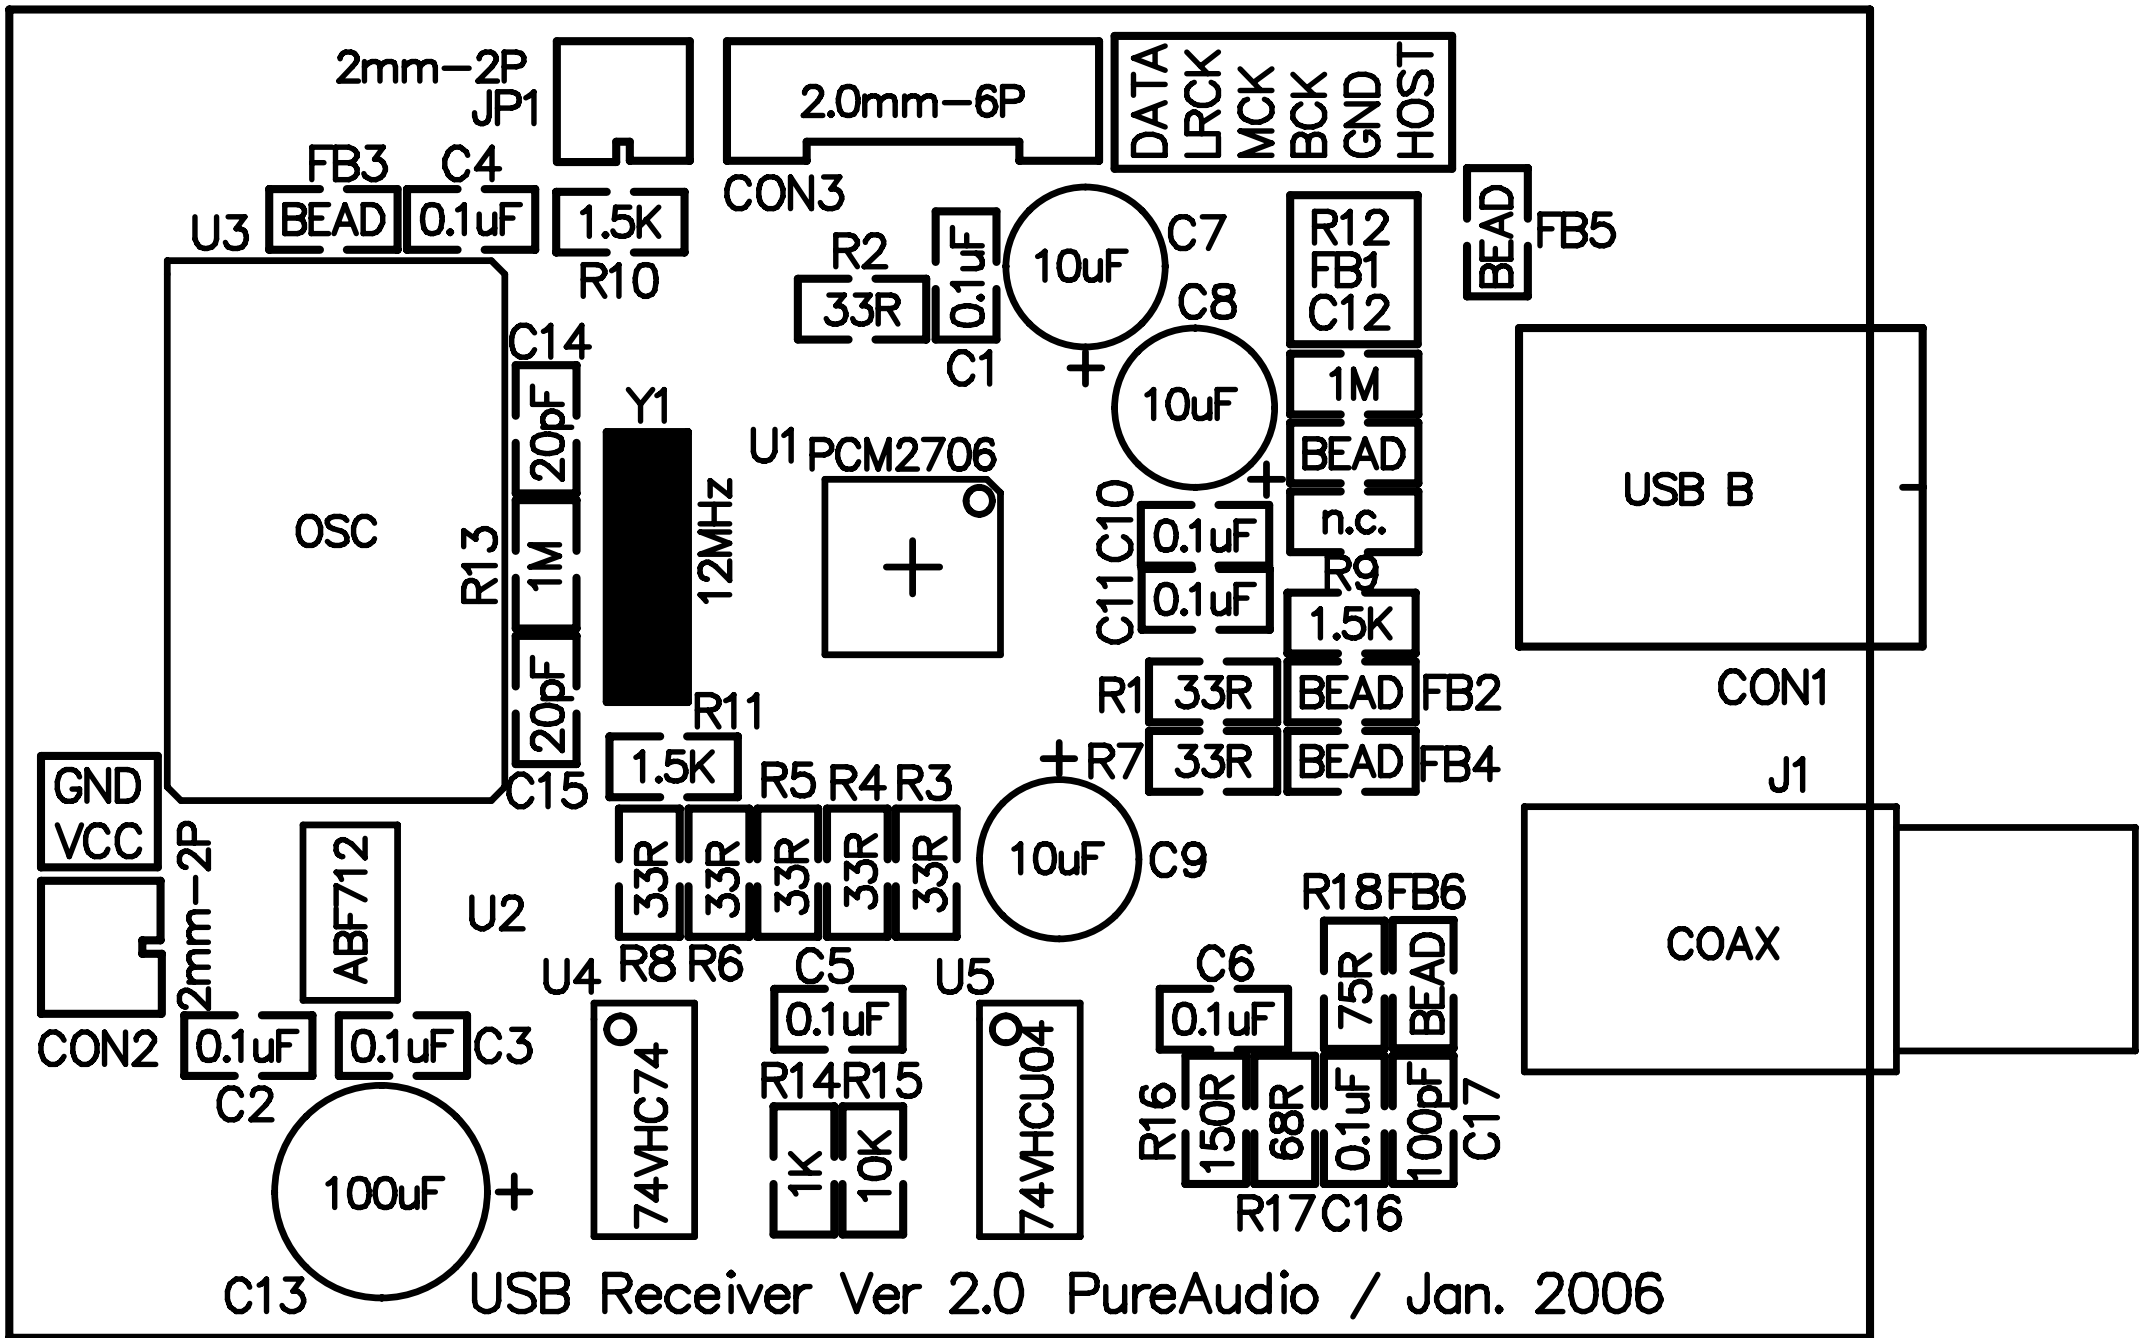 2mm-2P
JP1
2.0mm-6P
CON3
DATA
LRCK
MCK
BCK
GND
HOST
FB3
C4
U3
BEAD
0.1uF
1.5K
R10
R2
33R
0.1uF
C1
10uF
C7
C8
10uF
R12
FB1
C12
BEAD
FB5
1M
BEAD
n.c.
C14
20pF
Y1
12MHz
U1
PCM2706
OSC
R13
1M
20pF
C15
C10
0.1uF
C11
0.1uF
R9
1.5K
USB B
CON1
R1
33R
BEAD
FB2
R7
33R
BEAD
FB4
R11
1.5K
R5
R4
R3
33R
33R
33R
33R
33R
R8
R6
10uF
C9
J1
COAX
GND
VCC
2mm-2P
ABF712
U2
CON2
0.1uF
C2
0.1uF
C3
U4
74VHC74
C5
0.1uF
R14
R15
1K
10K
U5
74VHCU04
C6
0.1uF
R18
FB6
75R
BEAD
R16
150R
68R
0.1uF
100pF
C17
R17
C16
100uF
C13
USB Receiver Ver 2.0 PureAudio / Jan. 2006